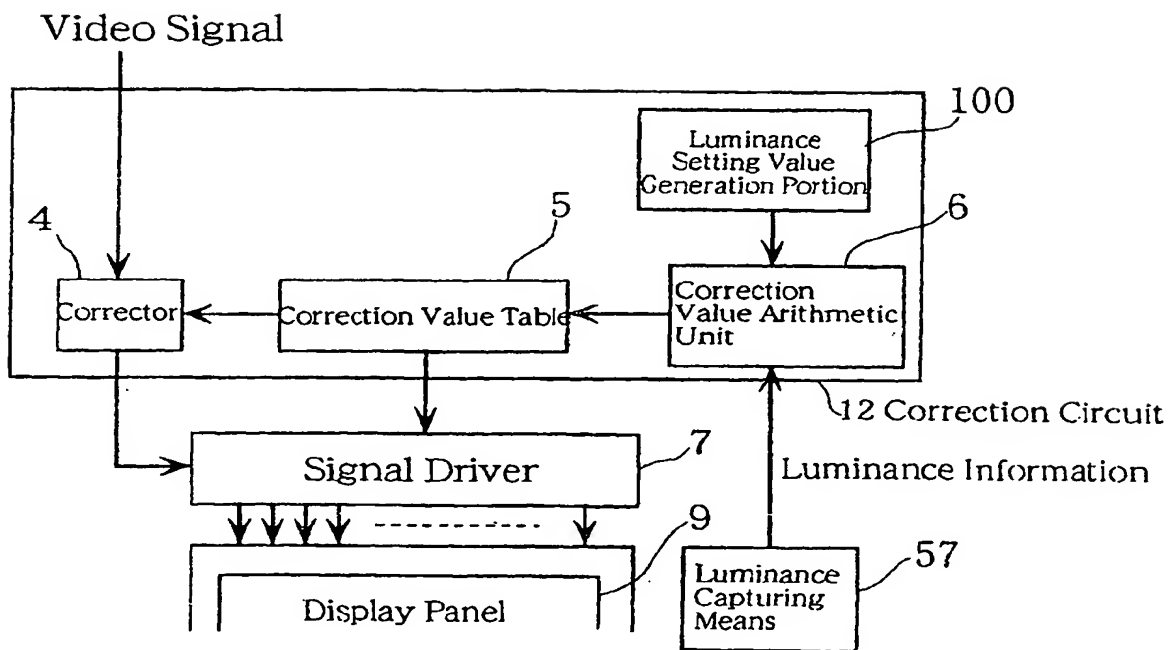 Video Signal
100
Luminance
Setting Value
Generation Portion
4
5
6
Corrector
Correction Value Table
Correction
Value Arithmetic
Unit
12 Correction Circuit
7
Signal Driver
Luminance Information
9
57
Display Panel
Luminance
Capturing
Means